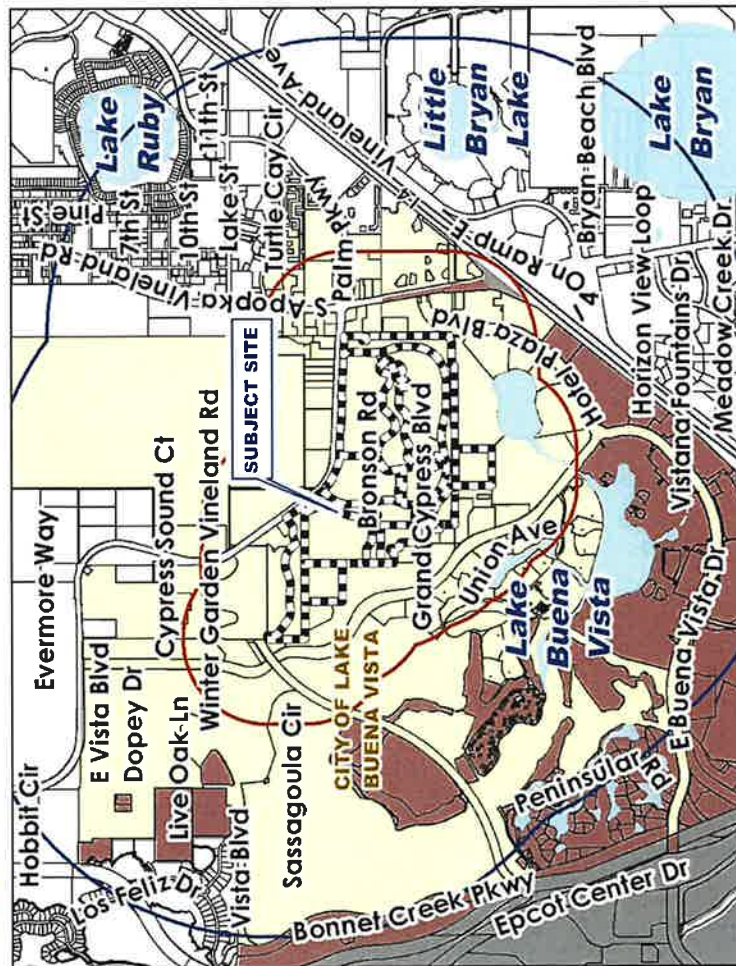 Lake
Ruby
Pine St
7th St
10th St
11th St
Lake St
Turtle Cay Cir
Palm Pkwy
S Apopka Vineland Rd
I-4 Vineland Ave
On Ramp E
I-4
Little
Bryan
Lake
Bryan Beach Blvd
Lake
Bryan
Evermore Way
Cypress Sound Ct
Winter Garden Vineland Rd
SUBJECT SITE
Bronson Rd
Grand Cypress Blvd
Hotel Plaza Blvd
Horizon View Loop
Vistana Fountains Dr
Meadow Creek Dr
Hobbit Cir
E Vista Blvd
Dopey Dr
Live Oak Ln
Los Feliz Dr
Vista Blvd
Sassagoula Cir
CITY OF LAKE
BUENA VISTA
Union Ave
Lake
Buena
Vista
E Buena Vista Dr
Peninsular
Rd
Bonnet Creek Pkwy
Epcot Center Dr